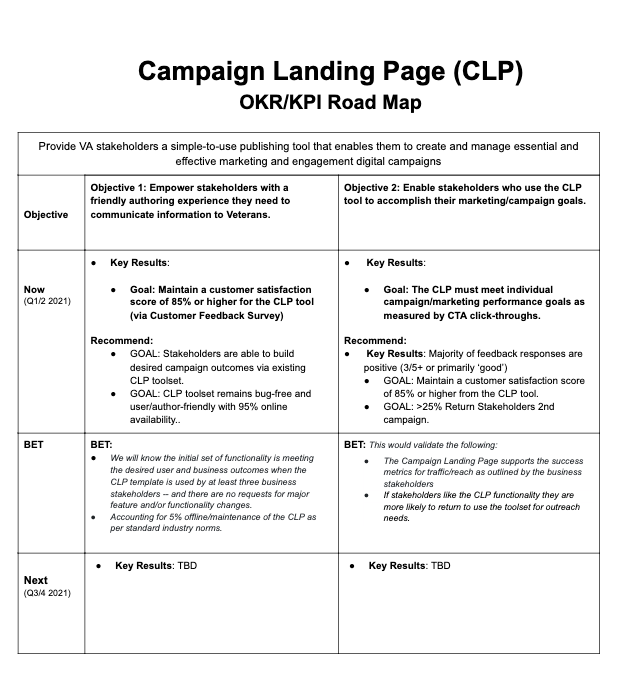 Campaign Landing Page (CLP)
OKR/KPI Road Map
Provide VA stakeholders a simple-to-use publishing tool that enables them to create and manage essential and
effective marketing and engagement digital campaigns
Objective
Objective 1: Empower stakeholders with a
friendly authoring experience they need to
communicate information to Veterans.
Objective 2: Enable stakeholders who use the CLP
tool to accomplish their marketing/campaign goals.
Now
(Q1/2 2021)
● Key Results:
● Goal: Maintain a customer satisfaction
score of 85% or higher for the CLP tool
(via Customer Feedback Survey)
Recommend:
● GOAL: Stakeholders are able to build
desired campaign outcomes via existing
CLP toolset.
● GOAL: CLP toolset remains bug-free and
user/author-friendly with 95% online
availability..
● Key Results:
● Goal: The CLP must meet individual
campaign/marketing performance goals as
measured by CTA click-throughs.
Recommend:
● Key Results: Majority of feedback responses are
positive (3/5+ or primarily ‘good’)
● GOAL: Maintain a customer satisfaction score
of 85% or higher from the CLP tool.
● GOAL: >25% Return Stakeholders 2nd
campaign.
BET
BET:
● We will know the initial set of functionality is meeting
the desired user and business outcomes when the
CLP template is used by at least three business
stakeholders -- and there are no requests for major
feature and/or functionality changes.
● Accounting for 5% offline/maintenance of the CLP as
per standard industry norms.
BET: This would validate the following:
● The Campaign Landing Page supports the success
metrics for traffic/reach as outlined by the business
stakeholders
● If stakeholders like the CLP functionality they are
more likely to return to use the toolset for outreach
needs.
Next
(Q3/4 2021)
● Key Results: TBD
● Key Results: TBD